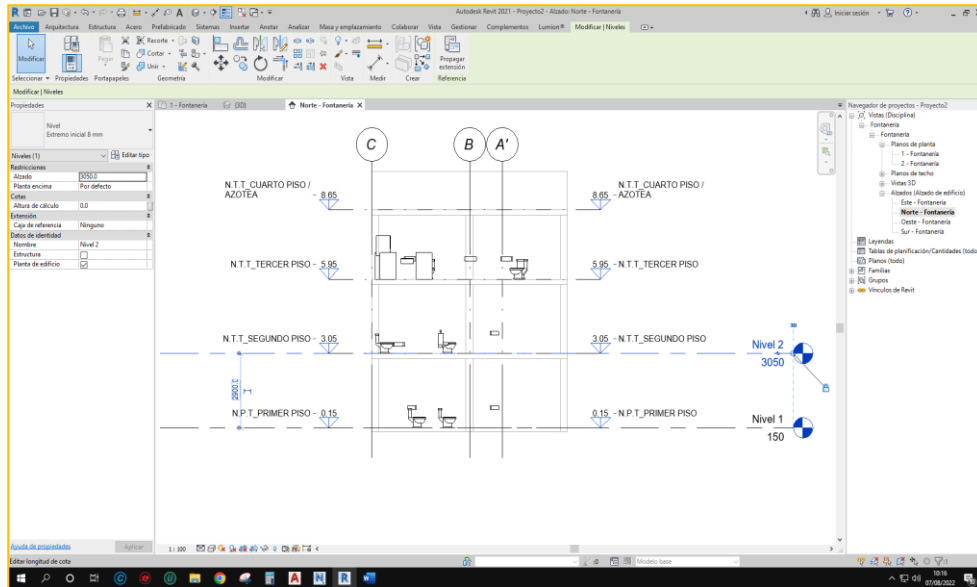 Autodesk Revit 2021 - Proyecto2 - Alzado: Norte - Fontanería
Iniciar sesión
Archivo Arquitectura Estructura Acero Prefabricado Sistemas Insertar Anotar Analizar Masa y emplazamiento Colaborar Vista Gestionar Complementos Lumion® Modificar | Niveles
Modificar
Pegar
Recorte
Cortar
Unir
Propagar
extensión
Seleccionar Propiedades Portapapeles Geometría Modificar Vista Medir Crear Referencia
Modificar | Niveles
Propiedades X
1 - Fontanería {3D} Norte - Fontanería X
Navegador de proyectos - Proyecto2
Nivel
Extremo inicial 8 mm
Niveles (1) Editar tipo
Restricciones
Alzado 3050.0
Planta encima Por defecto
Cotas
Altura de cálculo 0.0
Extensión
Caja de referencia Ninguno
Datos de identidad
Nombre Nivel 2
Estructura
Planta de edificio
Ayuda de propiedades Aplicar
C B A'
N.T.T_CUARTO PISO /
AZOTEA - 8.65
8.65 - N.T.T_CUARTO PISO /
AZOTEA
N.T.T_TERCER PISO - 5.95
5.95 - N.T.T_TERCER PISO
N.T.T_SEGUNDO PISO - 3.05
3.05 - N.T.T_SEGUNDO PISO
3D
Nivel 2
3050
2900.0
N.P.T_PRIMER PISO - 0.15
0.15 - N.P.T_PRIMER PISO
Nivel 1
150
Vistas (Disciplina)
Fontanería
Fontanería
Planos de planta
1 - Fontanería
2 - Fontanería
Planos de techo
Vistas 3D
Alzados (Alzado de edificio)
Este - Fontanería
Norte - Fontanería
Oeste - Fontanería
Sur - Fontanería
Leyendas
Tablas de planificación/Cantidades (todo
Planos (todo)
Familias
Grupos
Vínculos de Revit
1 : 100
Editar longitud de cota
Modelo base
10:16
07/08/2022